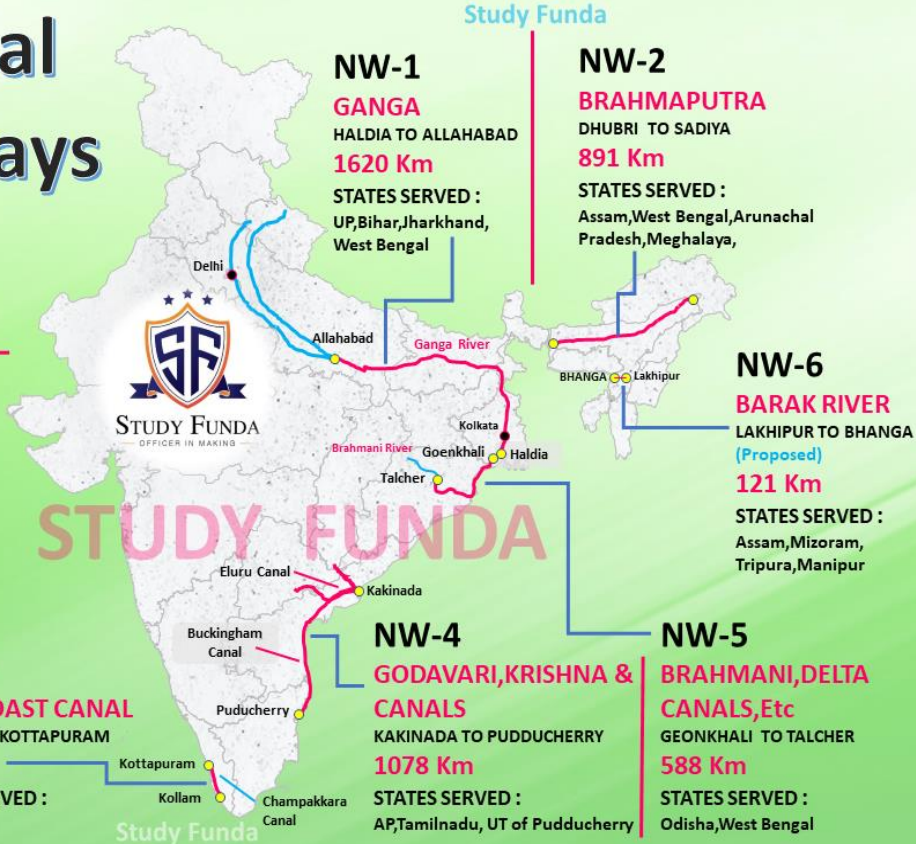 Study Funda
al
ays
NW-1
GANGA
HALDIA TO ALLAHABAD
1620 Km
STATES SERVED :
UP,Bihar,Jharkhand,
West Bengal
NW-2
BRAHMAPUTRA
DHUBRI TO SADIYA
891 Km
STATES SERVED :
Assam,West Bengal,Arunachal
Pradesh,Meghalaya,
Delhi
Allahabad
Ganga River
SF
STUDY FUNDA
OFFICER IN MAKING
BHANGA
Lakhipur
NW-6
BARAK RIVER
LAKHIPUR TO BHANGA
(Proposed)
121 Km
STATES SERVED :
Assam,Mizoram,
Tripura,Manipur
Kolkata
Brahmani River
Goenkhali
Haldia
Talcher
STUDY FUNDA
Eluru Canal
Kakinada
Buckingham
Canal
Puducherry
NW-4
GODAVARI,KRISHNA &
CANALS
KAKINADA TO PUDDUCHERRY
1078 Km
STATES SERVED :
AP,Tamilnadu, UT of Pudducherry
NW-5
BRAHMANI,DELTA
CANALS,Etc
GEONKHALI TO TALCHER
588 Km
STATES SERVED :
Odisha,West Bengal
OAST CANAL
KOTTAPURAM
VED :
Kottapuram
Kollam
Champakkara
Canal
Study Funda